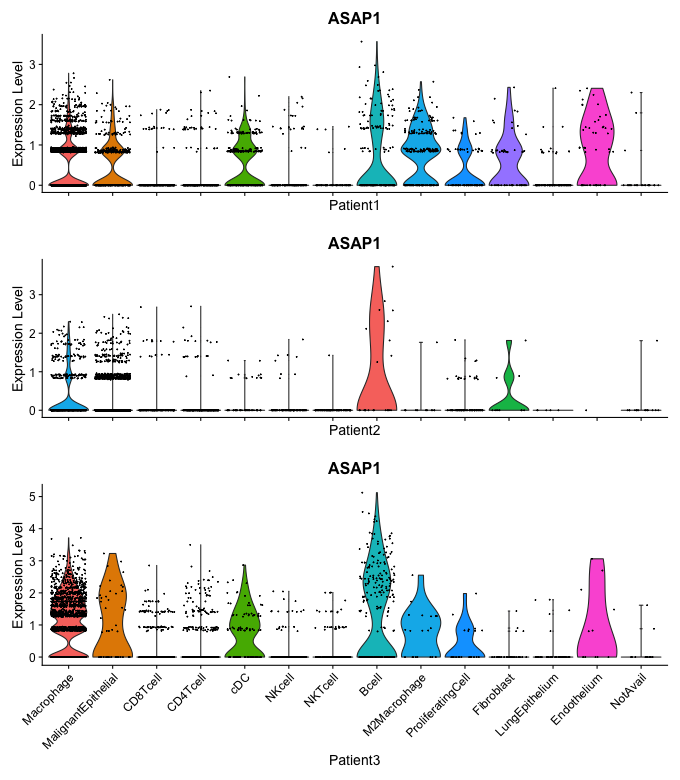 ASAP1
Expression Level
3
2
1
0
Patient1
ASAP1
Expression Level
3
2
1
0
Patient2
ASAP1
Expression Level
5
4
3
2
1
0
Macrophage
MalignantEpithelial
CD8Tcell
CD4Tcell
cDC
NKcell
NKTcell
Bcell
M2Macrophage
ProliferatingCell
Fibroblast
LungEpithelium
Endothelium
NotAvail
Patient3